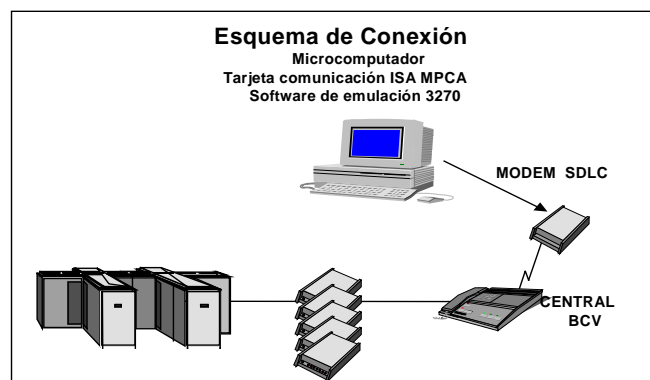 Esquema de Conexión
Microcomputador
Tarjeta comunicación ISA MPCA
Software de emulación 3270
MODEM SDLC
CENTRAL
BCV